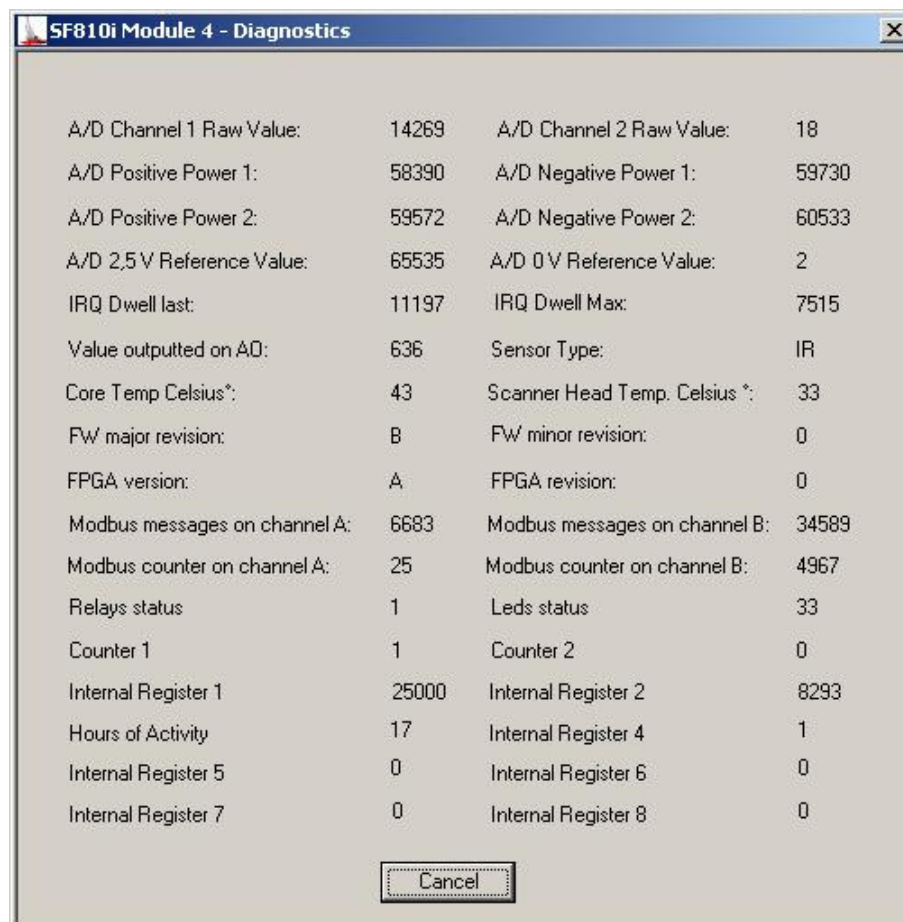 SF810i Module 4 - Diagnostics
A/D Channel 1 Raw Value: 14269 A/D Channel 2 Raw Value: 18
A/D Positive Power 1: 58390 A/D Negative Power 1: 59730
A/D Positive Power 2: 59572 A/D Negative Power 2: 60533
A/D 2,5 V Reference Value: 65535 A/D 0 V Reference Value: 2
IRQ Dwell last: 11197 IRQ Dwell Max: 7515
Value outputted on AO: 636 Sensor Type: IR
Core Temp Celsius*: 43 Scanner Head Temp. Celsius *: 33
FW major revision: B FW minor revision: 0
FPGA version: A FPGA revision: 0
Modbus messages on channel A: 6683 Modbus messages on channel B: 34589
Modbus counter on channel A: 25 Modbus counter on channel B: 4967
Relays status 1 Leds status 33
Counter 1 1 Counter 2 0
Internal Register 1 25000 Internal Register 2 8293
Hours of Activity 17 Internal Register 4 1
Internal Register 5 0 Internal Register 6 0
Internal Register 7 0 Internal Register 8 0
Cancel